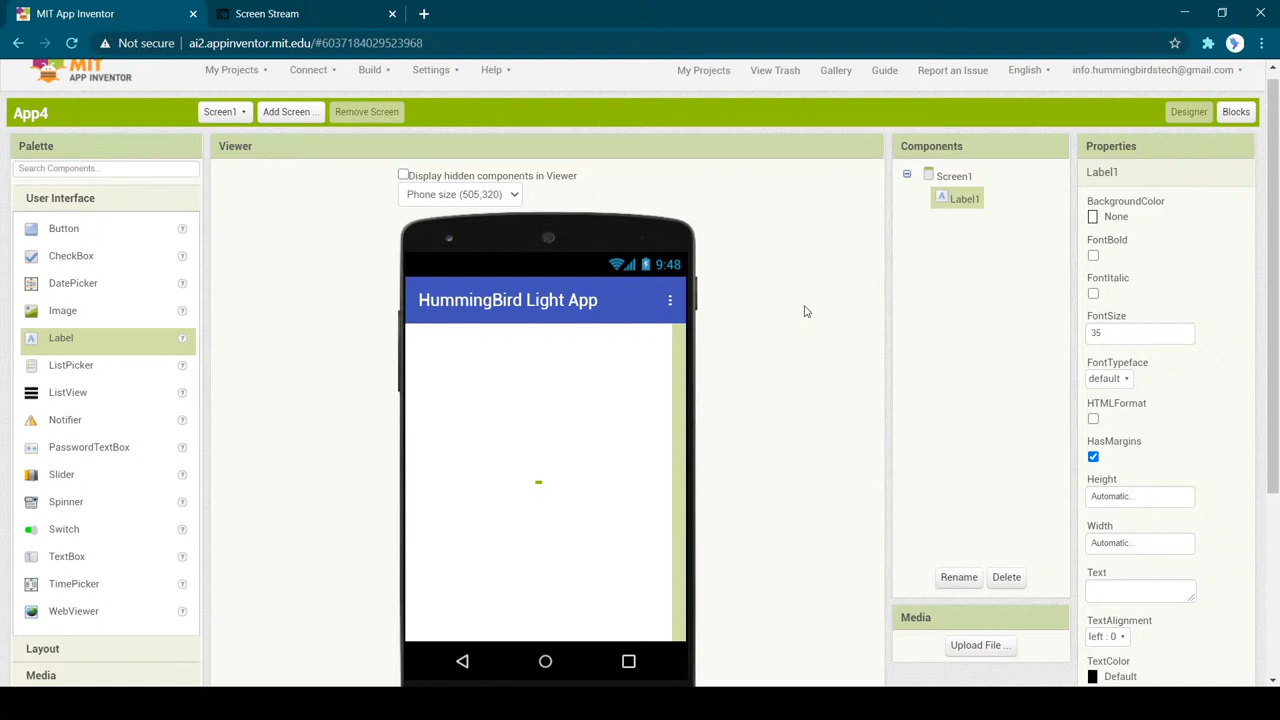 MIT App Inventor
Screen Stream
Not secure
ai2.appinventor.mit.edu/#6037184029523968
MIT
APP INVENTOR
My Projects
Connect
Build
Settings
Help
My Projects
View Trash
Gallery
Guide
Report an Issue
English
info.hummingbirdstech@gmail.com
App4
Screen1
Add Screen ...
Remove Screen
Designer
Blocks
Palette
Search Components...
User Interface
Button
CheckBox
DatePicker
Image
Label
ListPicker
ListView
Notifier
PasswordTextBox
Slider
Spinner
Switch
TextBox
TimePicker
WebViewer
Layout
Media
Viewer
Display hidden components in Viewer
Phone size (505,320)
9:48
HummingBird Light App
Components
Screen1
Label1
Rename
Delete
Media
Upload File ...
Properties
Label1
BackgroundColor
None
FontBold
FontItalic
FontSize
35
FontTypeface
default
HTMLFormat
HasMargins
Height
Automatic...
Width
Automatic...
Text
TextAlignment
left : 0
TextColor
Default